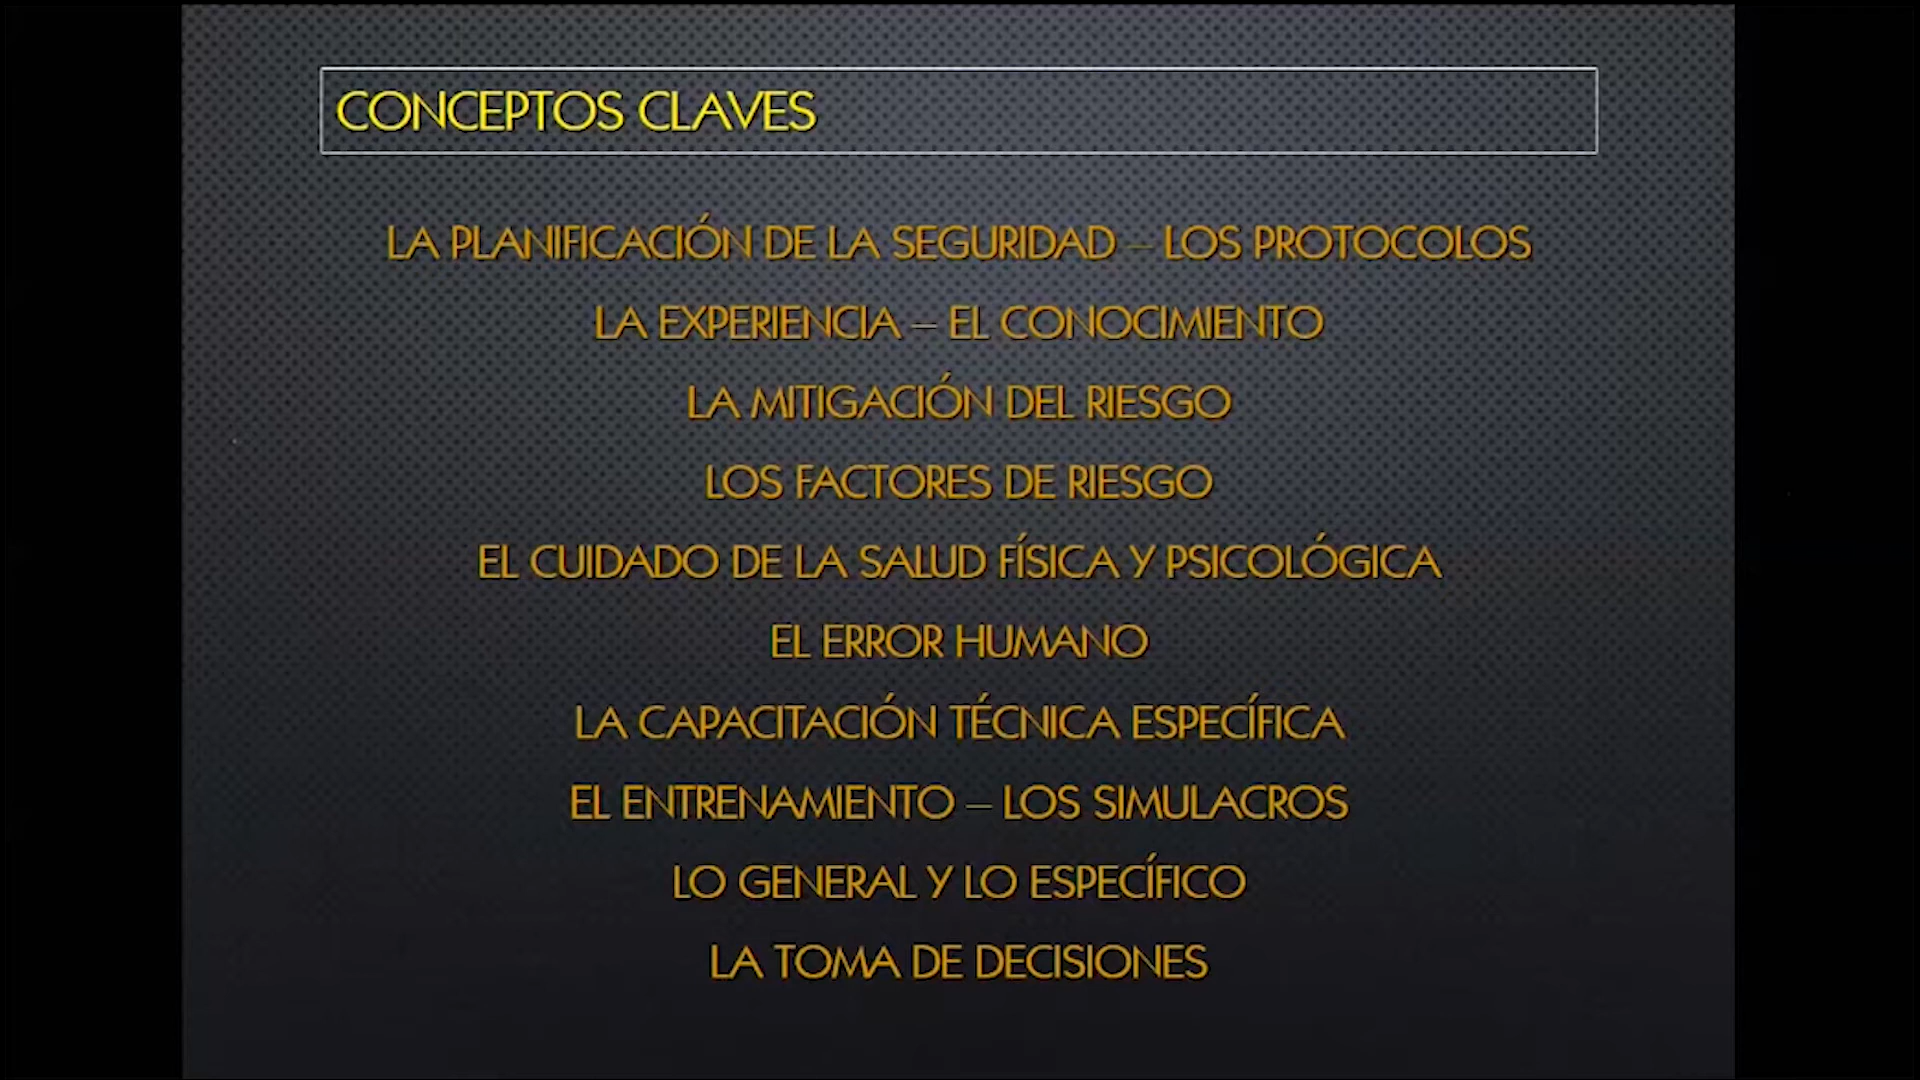 CONCEPTOS CLAVES
LA PLANIFICACIÓN DE LA SEGURIDAD – LOS PROTOCOLOS
LA EXPERIENCIA – EL CONOCIMIENTO
LA MITIGACIÓN DEL RIESGO
LOS FACTORES DE RIESGO
EL CUIDADO DE LA SALUD FÍSICA Y PSICOLÓGICA
EL ERROR HUMANO
LA CAPACITACIÓN TÉCNICA ESPECÍFICA
EL ENTRENAMIENTO – LOS SIMULACROS
LO GENERAL Y LO ESPECÍFICO
LA TOMA DE DECISIONES